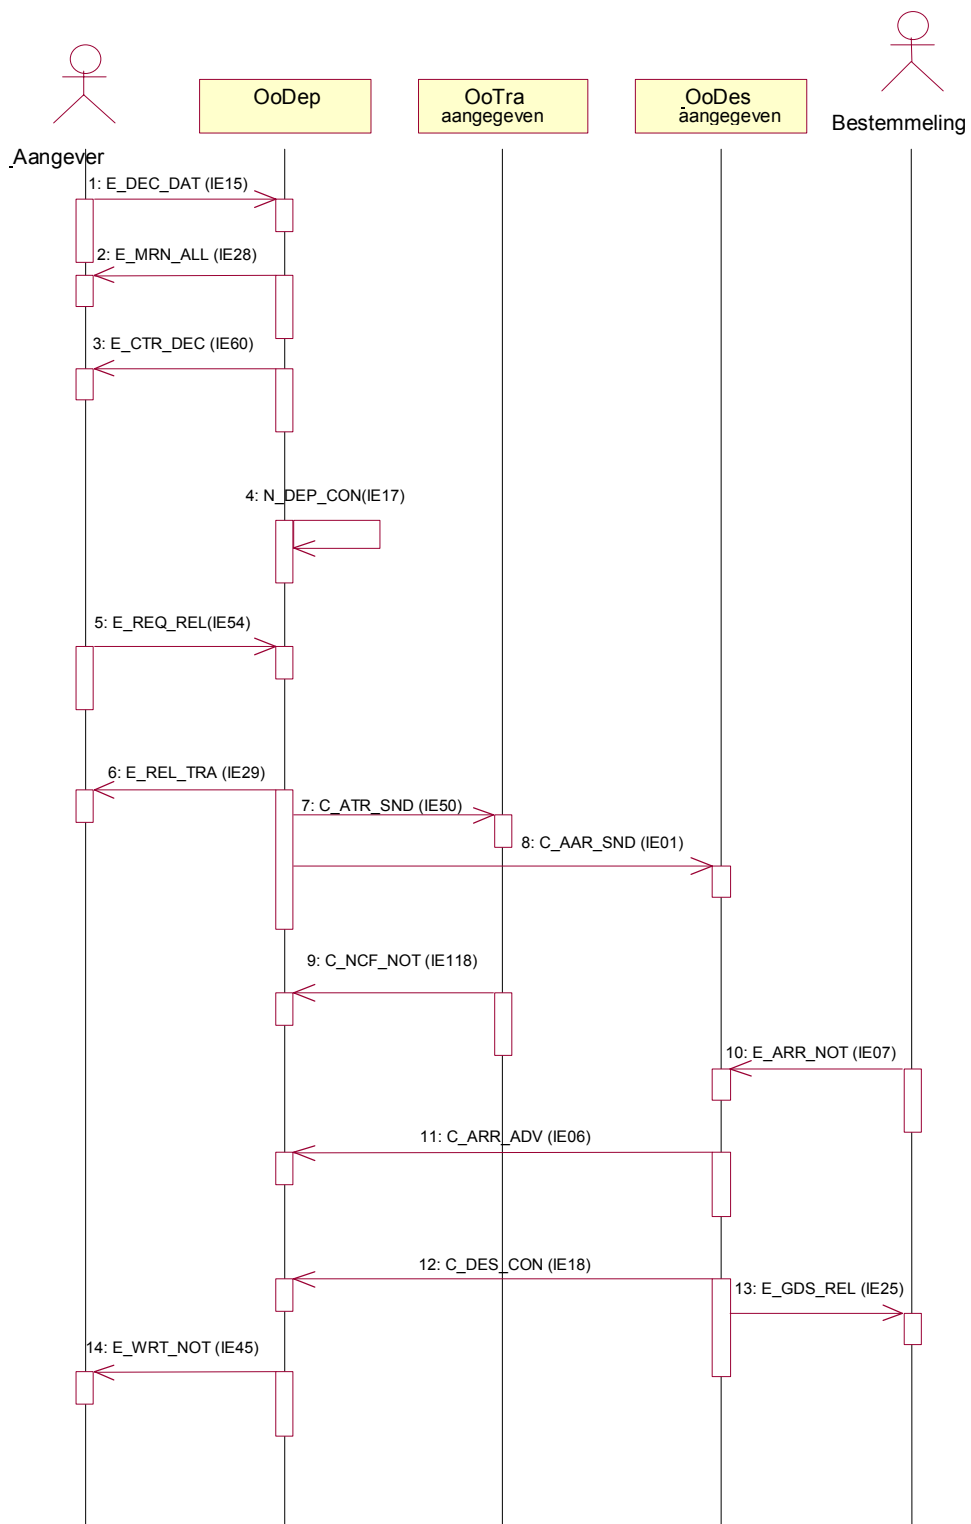 OoDep
OoTra
aangegeven
OoDes
aangegeven
Bestemmeling
Aangever
1: E_DEC_DAT (IE15)
2: E_MRN_ALL (IE28)
3: E_CTR_DEC (IE60)
4: N_DEP_CON(IE17)
5: E_REQ_REL(IE54)
6: E_REL_TRA (IE29)
7: C_ATR_SND (IE50)
8: C_AAR_SND (IE01)
9: C_NCF_NOT (IE118)
10: E_ARR_NOT (IE07)
11: C_ARR_ADV (IE06)
12: C_DES_CON (IE18)
13: E_GDS_REL (IE25)
14: E_WRT_NOT (IE45)